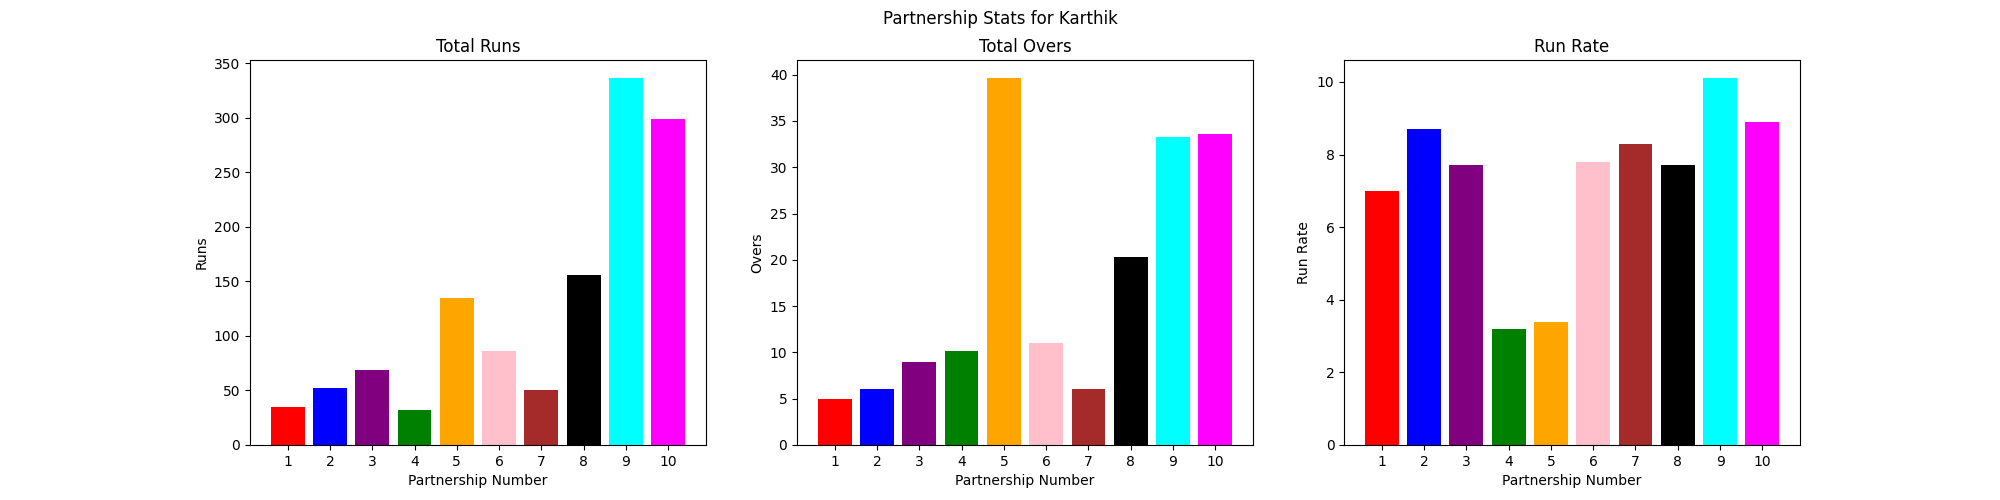 Partnership Stats for Karthik
Total Runs
350
300
250
200
150
100
50
0
Runs
1 2 3 4 5 6 7 8 9 10
Partnership Number
Total Overs
40
35
30
25
20
15
10
5
0
Overs
1 2 3 4 5 6 7 8 9 10
Partnership Number
Run Rate
10
8
6
4
2
0
Run Rate
1 2 3 4 5 6 7 8 9 10
Partnership Number